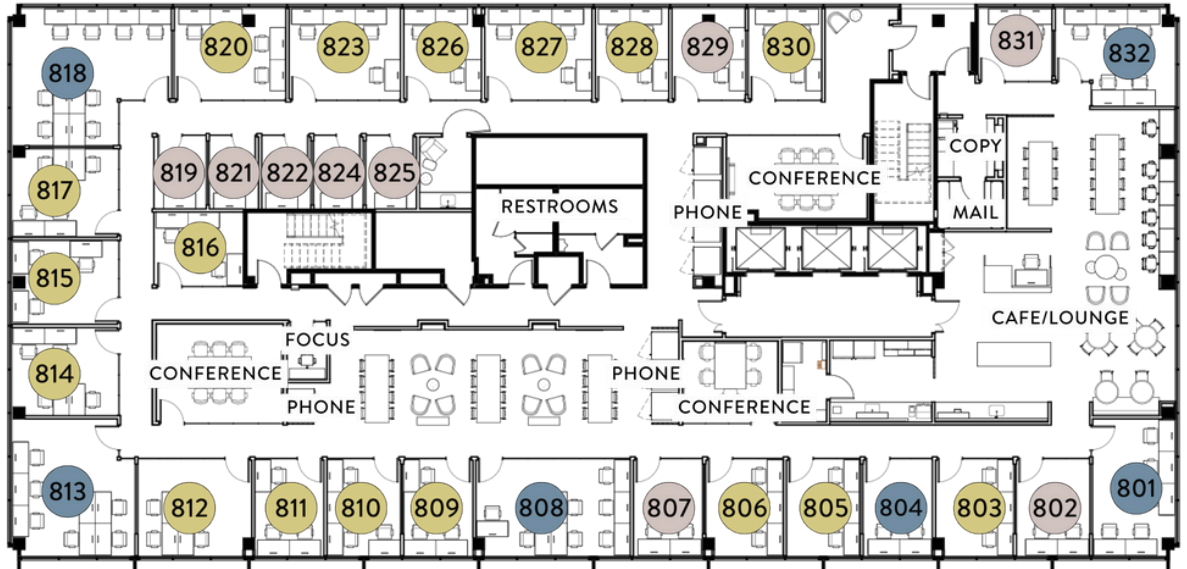 820
823
826
827
828
829
830
831
832
818
COPY
819
821
822
824
825
CONFERENCE
817
RESTROOMS
PHONE
MAIL
816
815
CAFE/LOUNGE
FOCUS
814
CONFERENCE
PHONE
PHONE
CONFERENCE
813
812
811
810
809
808
807
806
805
804
803
802
801